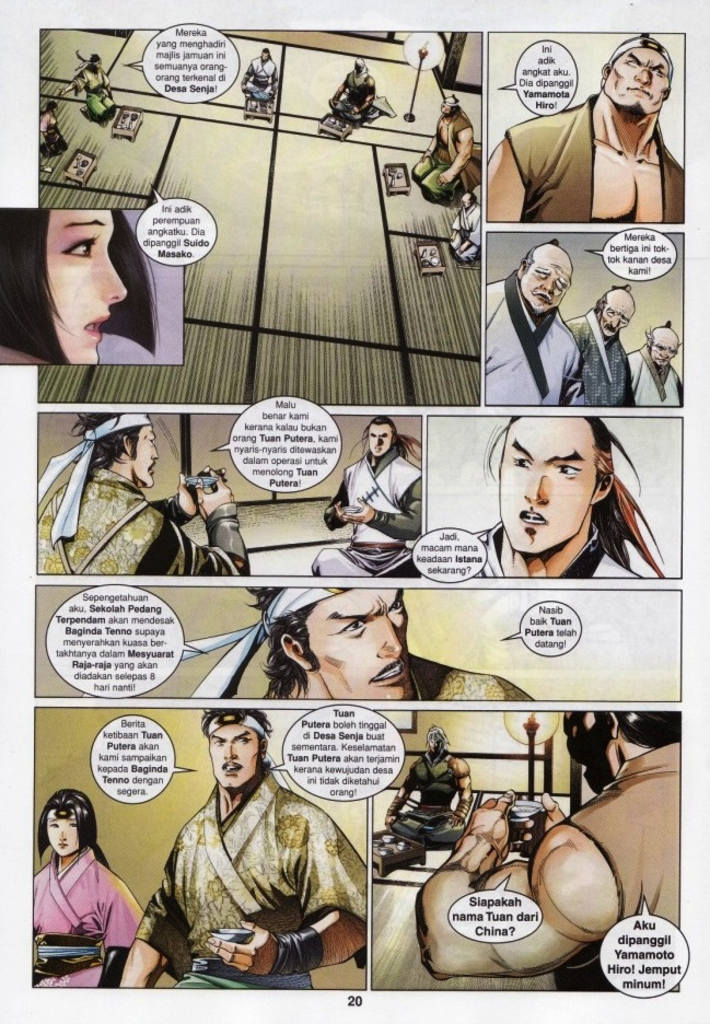 Mereka
yang menghadiri
majlis jamuan ini
semuanya orang-
orang terkenal di
Desa Senja!
Ini
adik
angkat aku.
Dia dipanggil
Yamamota
Hiro!
Ini adik
perempuan
angkatku. Dia
dipanggil Suido
Masako.
Mereka
bertiga ini tok-
tok kanan desa
kami!
Malu
benar kami
kerana kalau bukan
orang Tuan Putera, kami
nyaris-nyaris ditewaskan
dalam operasi untuk
menolong Tuan
Putera!
Jadi,
macam mana
keadaan Istana
sekarang?
Sepengetahuan
aku, Sekolah Pedang
Terpendam akan mendesak
Baginda Tenno supaya
menyerahkan kuasa ber-
takhtanya dalam Mesyuarat
Raja-raja yang akan
diadakan selepas 8
hari nanti!
Nasib
baik Tuan
Putera telah
datang!
Berita
ketibaan Tuan
Putera akan
kami sampaikan
kepada Baginda
Tenno dengan
segera.
Tuan
Putera boleh tinggal
di Desa Senja buat
sementara. Keselamatan
Tuan Putera akan terjamin
kerana kewujudan desa
ini tidak diketahui
orang!
Siapakah
nama Tuan dari
China?
Aku
dipanggil
Yamamoto
Hiro! Jemput
minum!
20